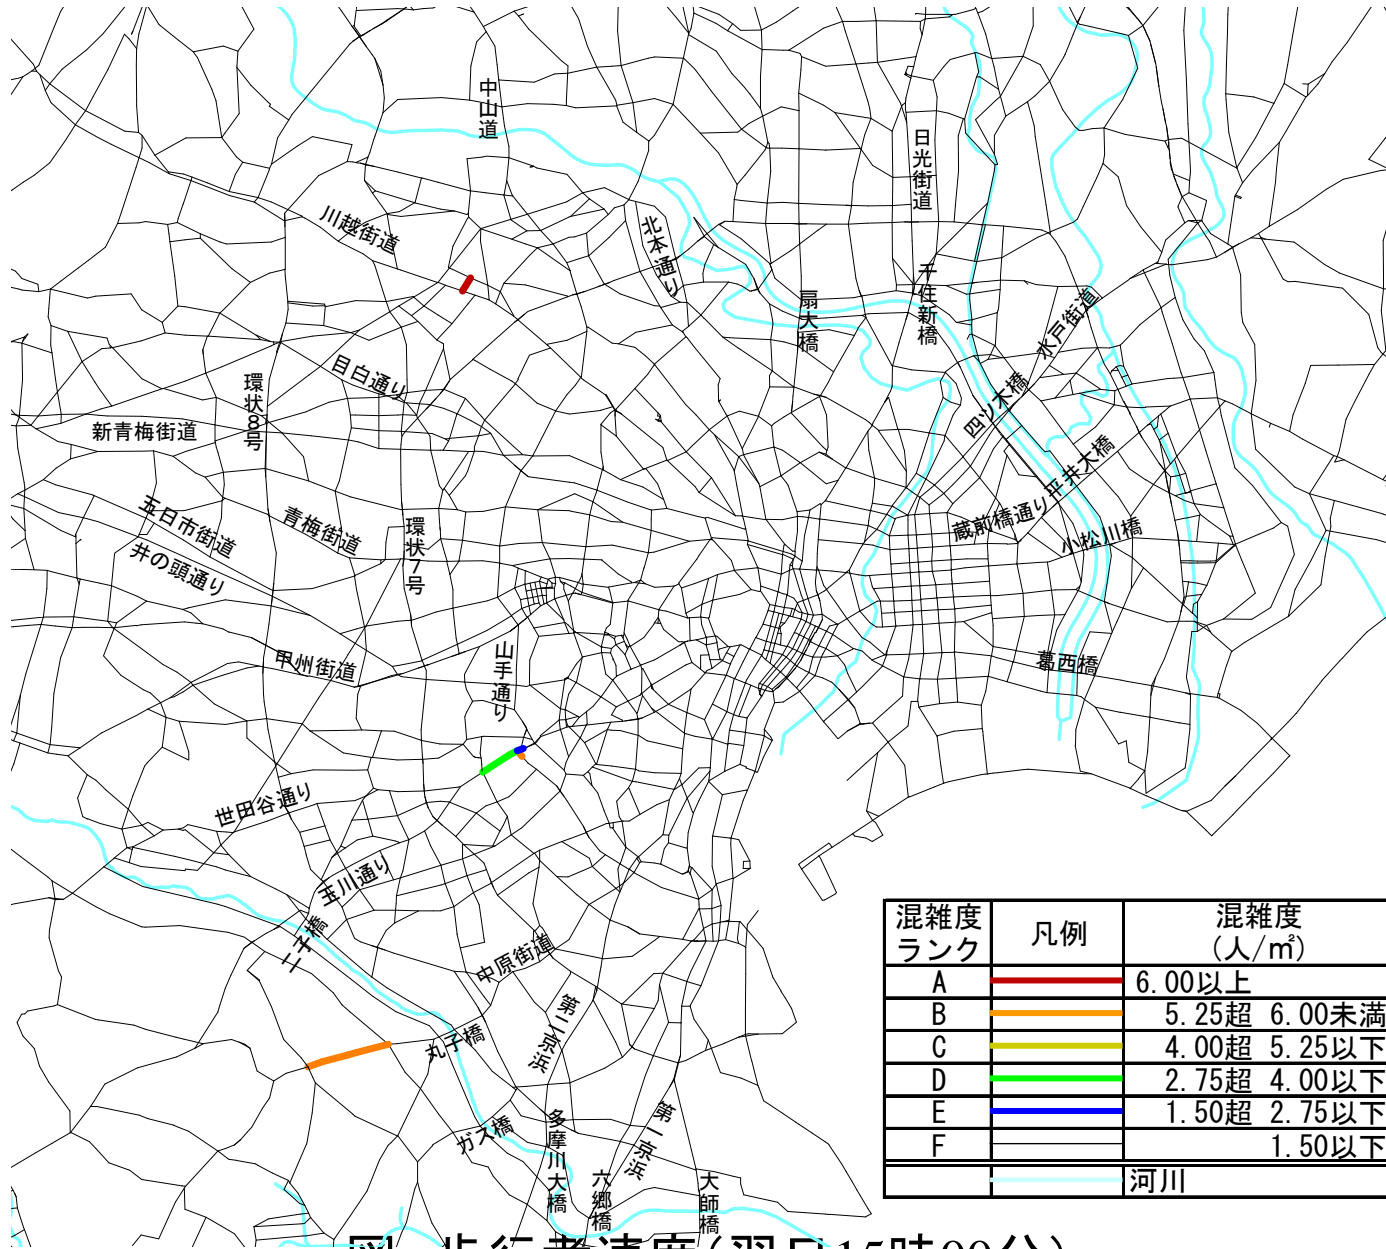 中山道
日光街道
川越街道
北本通り
千住新橋
扇大橋
水戸街道
目白通り
環状8号
四ツ木橋
新青梅街道
平井大橋
五日市街道
青梅街道
環状7号
蔵前橋通り
小松川橋
井の頭通り
山手通り
甲州街道
葛西橋
世田谷通り
玉川通り
二子橋
中原街道
第二京浜
丸子橋
ガス橋
多摩川大橋
第一京浜
六郷橋
大師橋
混雑度ランク 凡例 混雑度(人/㎡)
A 6.00以上
B 5.25超 6.00未満
C 4.00超 5.25以下
D 2.75超 4.00以下
E 1.50超 2.75以下
F 1.50以下
河川